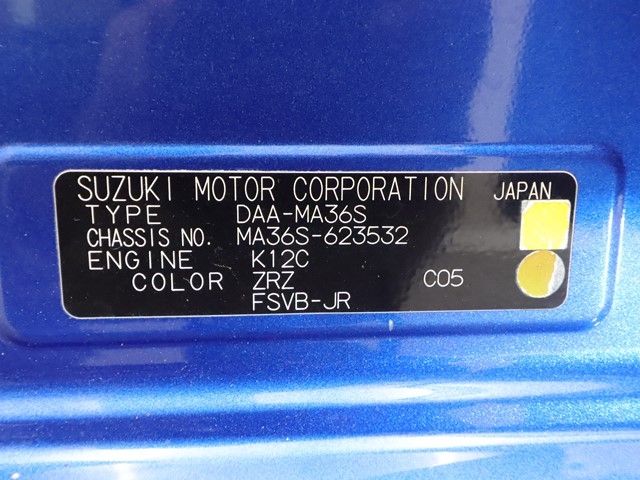 SUZUKI MOTOR CORPORATION JAPAN
TYPE DAA-MA36S
CHASSIS NO. MA36S-623532
ENGINE K12C
COLOR ZRZ C05
FSVB-JR